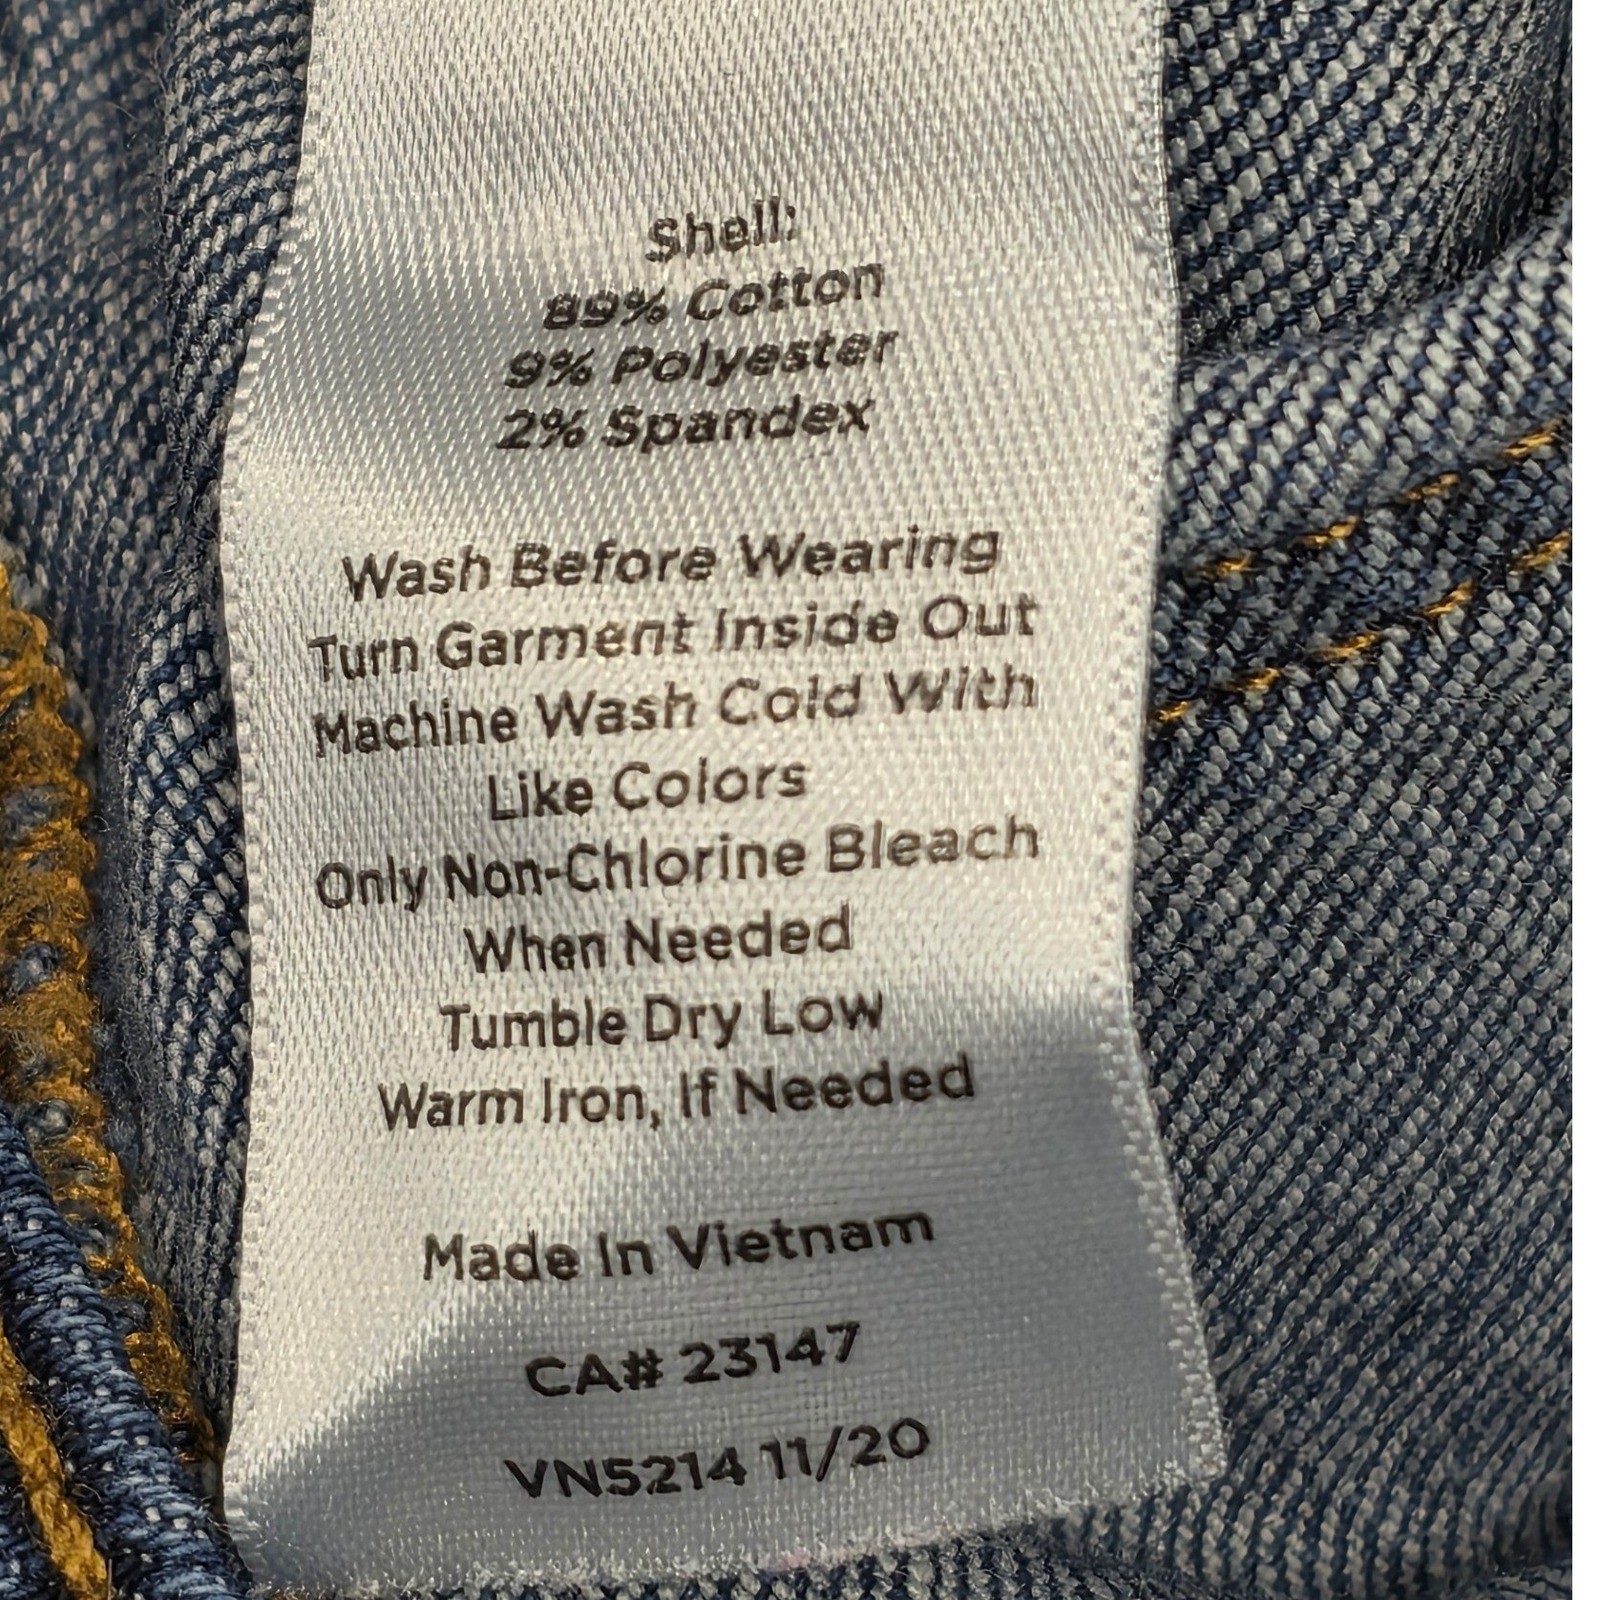 Shell:
89% Cotton
9% Polyester
2% Spandex
Wash Before Wearing
Turn Garment Inside Out
Machine Wash Cold With
Like Colors
Only Non-Chlorine Bleach
When Needed
Tumble Dry Low
Warm Iron, If Needed
Made In Vietnam
CA# 23147
VN5214 11/20